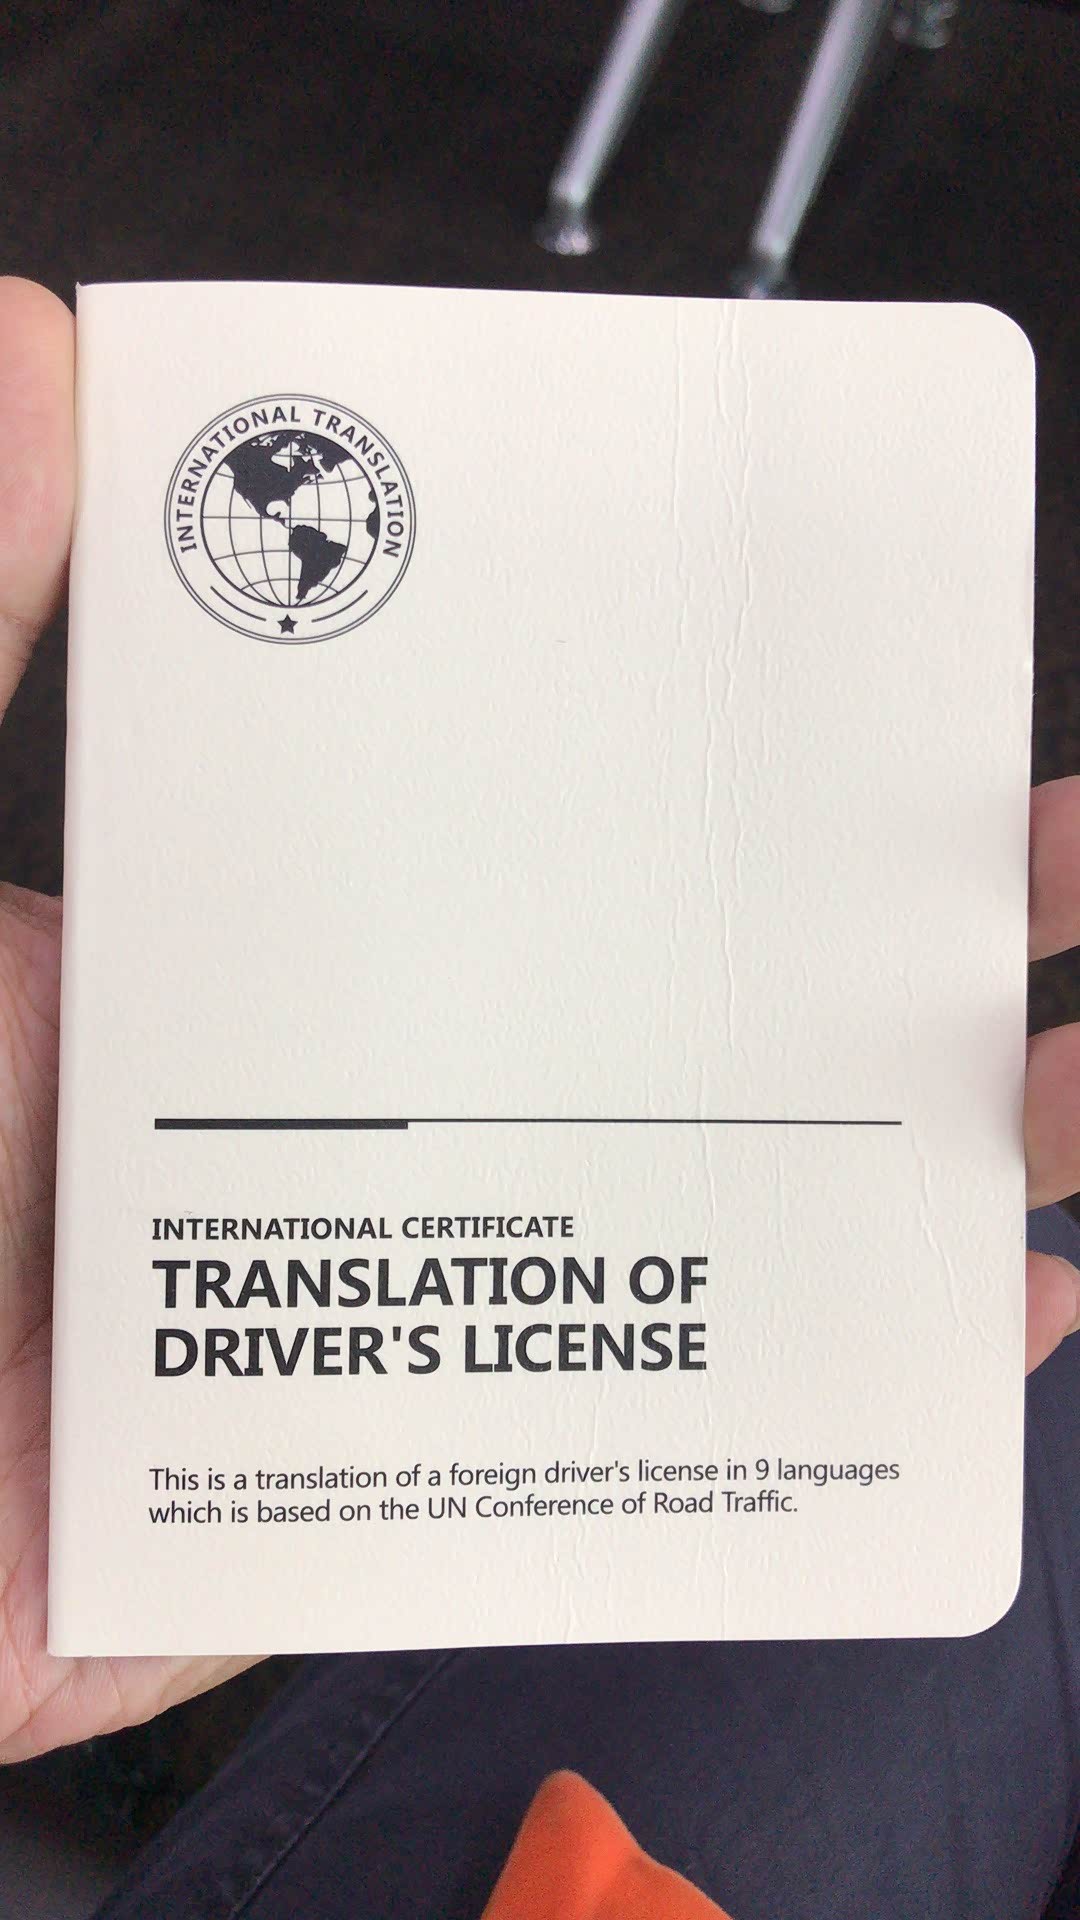 INTERNATIONAL TRANSLATION
INTERNATIONAL CERTIFICATE
TRANSLATION OF
DRIVER'S LICENSE
This is a translation of a foreign driver's license in 9 languages
which is based on the UN Conference of Road Traffic.